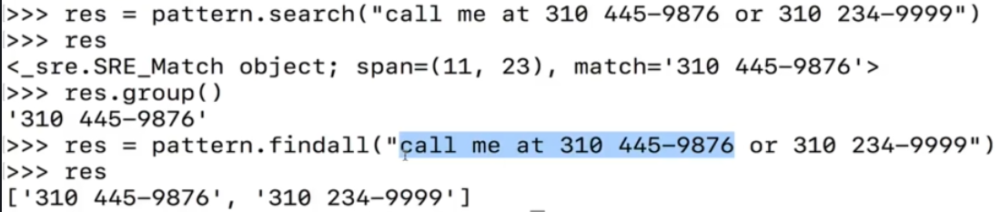 >>> res = pattern.search("call me at 310 445-9876 or 310 234-9999")
>>> res
<_sre.SRE_Match object; span=(11, 23), match='310 445-9876'>
>>> res.group()
'310 445-9876'
>>> res = pattern.findall("call me at 310 445-9876 or 310 234-9999")
>>> res
['310 445-9876', '310 234-9999']